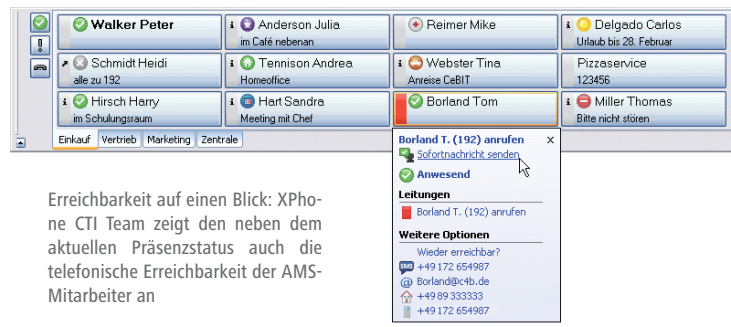 Walker Peter
i Anderson Julia
im Café nebenan
Reimer Mike
i Delgado Carlos
Urlaub bis 28. Februar
Schmidt Heidi
alle zu 192
i Tennison Andrea
Homeoffice
i Webster Tina
Anreise CeBIT
Pizzaservice
123456
i Hirsch Harry
im Schulungsraum
i Hart Sandra
Meeting mit Chef
Borland Tom
i Miller Thomas
Bitte nicht stören
Einkauf Vertrieb Marketing Zentrale
Borland T. (192) anrufen x
Sofortnachricht senden
Anwesend
Leitungen
Borland T. (192) anrufen
Weitere Optionen
Wieder erreichbar?
SMS +49 172 654987
@ Borland@c4b.de
+49 89 333333
+49 172 654987
Erreichbarkeit auf einen Blick: XPho-
ne CTI Team zeigt den neben dem
aktuellen Präsenzstatus auch die
telefonische Erreichbarkeit der AMS-
Mitarbeiter an